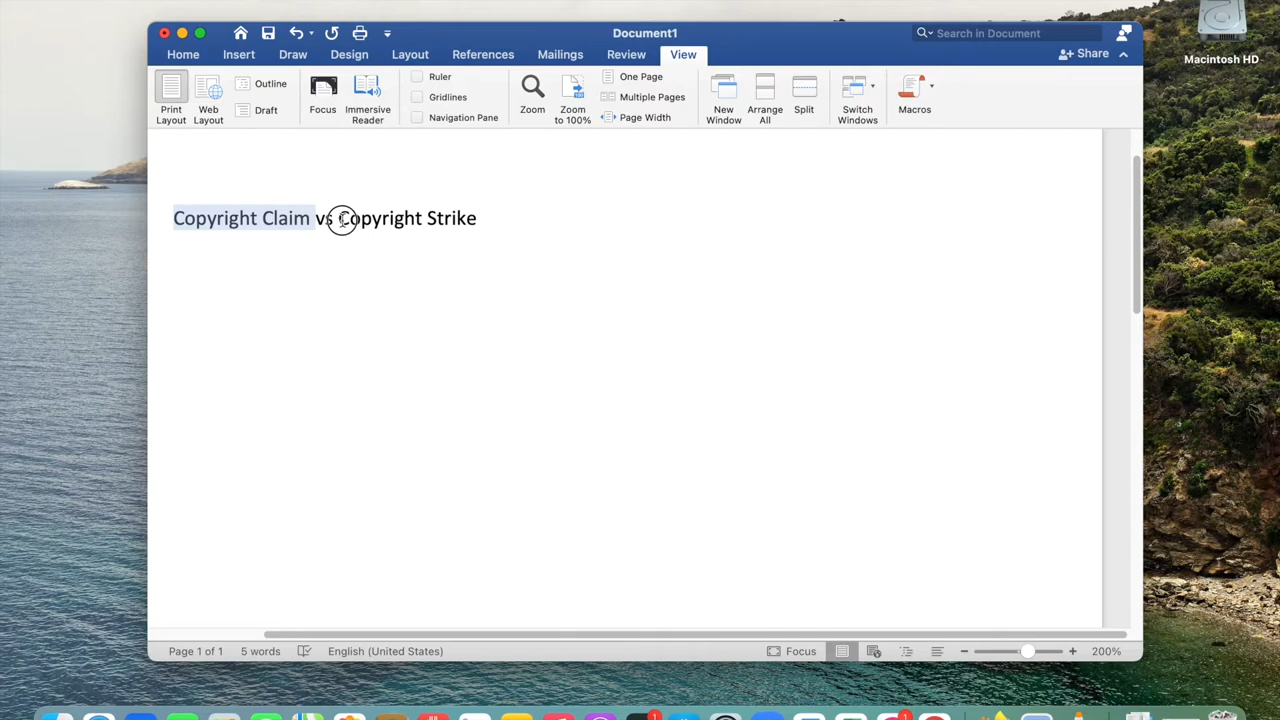 Document1
Search in Document
Home Insert Draw Design Layout References Mailings Review View
Share
Macintosh HD
Print Layout
Web Layout
Outline
Draft
Focus
Immersive Reader
Ruler
Gridlines
Navigation Pane
Zoom
Zoom to 100%
One Page
Multiple Pages
Page Width
New Window
Arrange All
Split
Switch Windows
Macros
Copyright Claim vs Copyright Strike
Page 1 of 1 5 words English (United States) Focus 200%
1 1